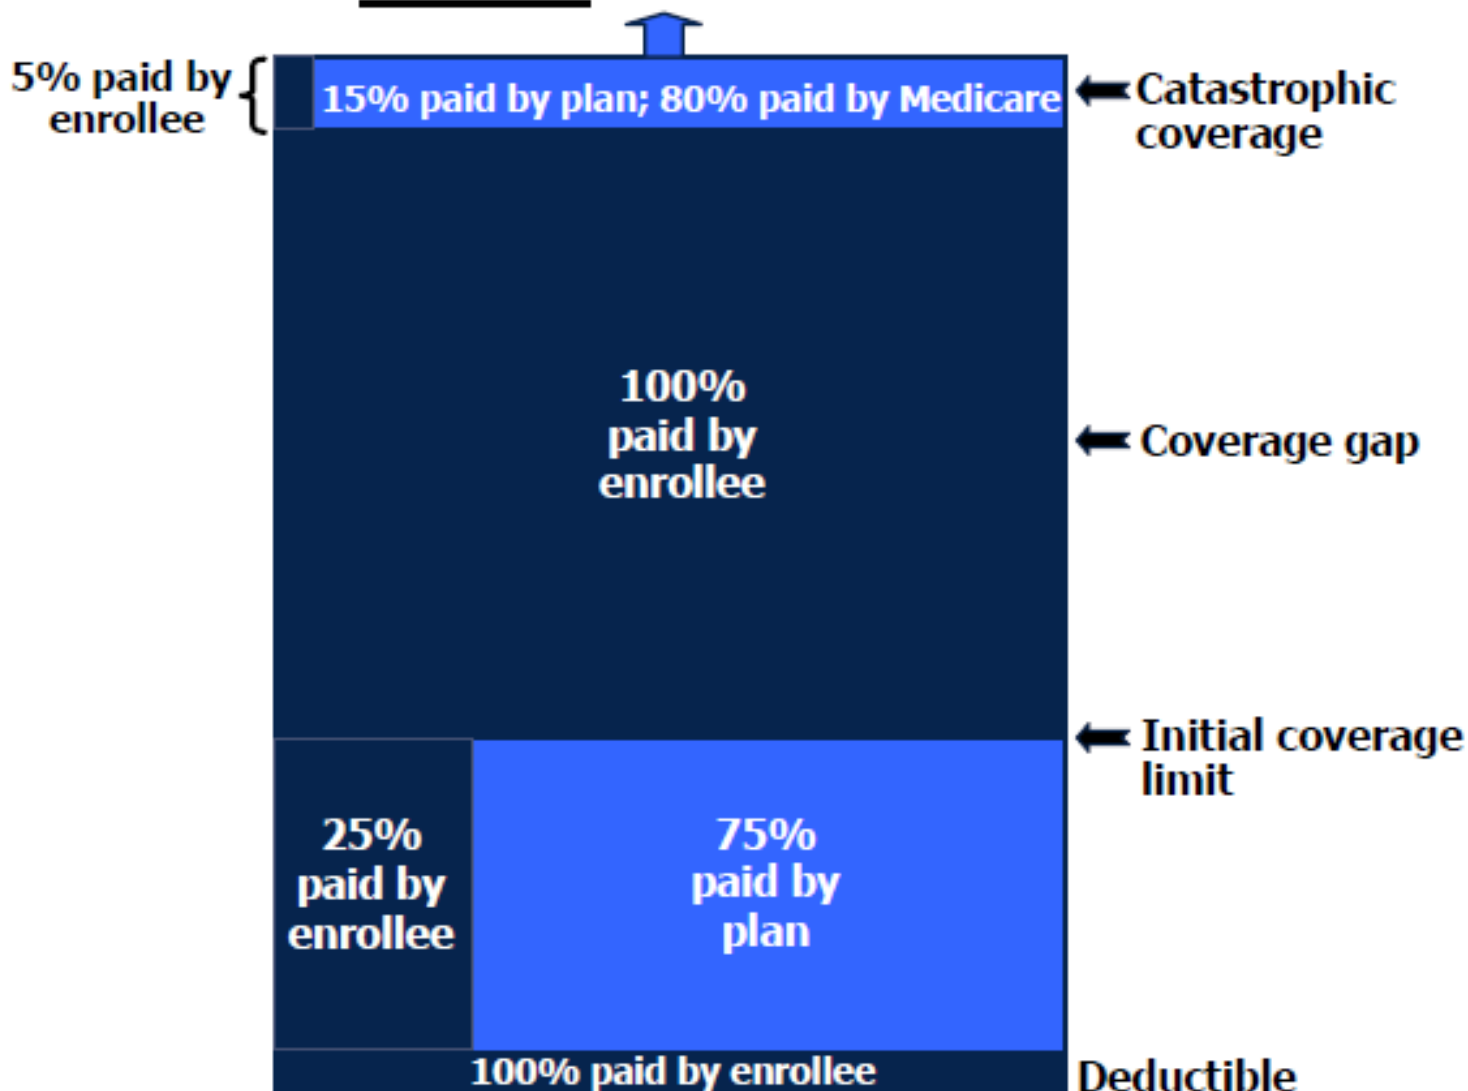 5% paid by
enrollee
15% paid by plan; 80% paid by Medicare
Catastrophic
coverage
100%
paid by
enrollee
Coverage gap
Initial coverage
limit
25%
paid by
enrollee
75%
paid by
plan
100% paid by enrollee
Deductible